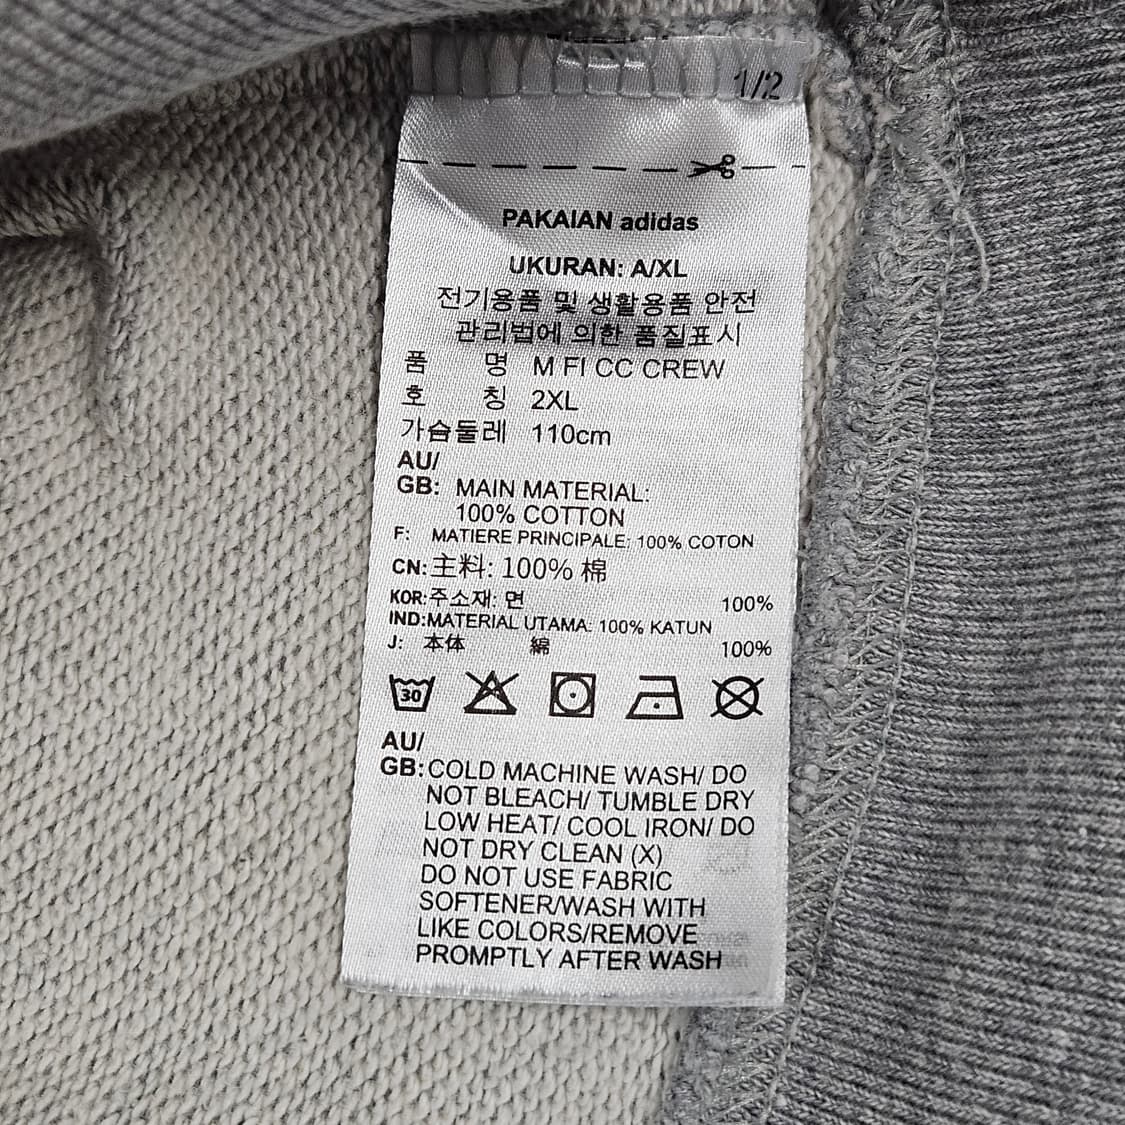 1/2
PAKAIAN adidas
UKURAN: A/XL
전기용품 및 생활용품 안전
관리법에 의한 품질표시
품 명 M FI CC CREW
호 칭 2XL
가슴둘레 110cm
AU/
GB: MAIN MATERIAL:
100% COTTON
F: MATIERE PRINCIPALE: 100% COTON
CN: 主料: 100% 棉
KOR: 주소재: 면 100%
IND: MATERIAL UTAMA: 100% KATUN
J: 本体 綿 100%
30
AU/
GB: COLD MACHINE WASH/ DO
NOT BLEACH/ TUMBLE DRY
LOW HEAT/ COOL IRON/ DO
NOT DRY CLEAN (X)
DO NOT USE FABRIC
SOFTENER/WASH WITH
LIKE COLORS/REMOVE
PROMPTLY AFTER WASH